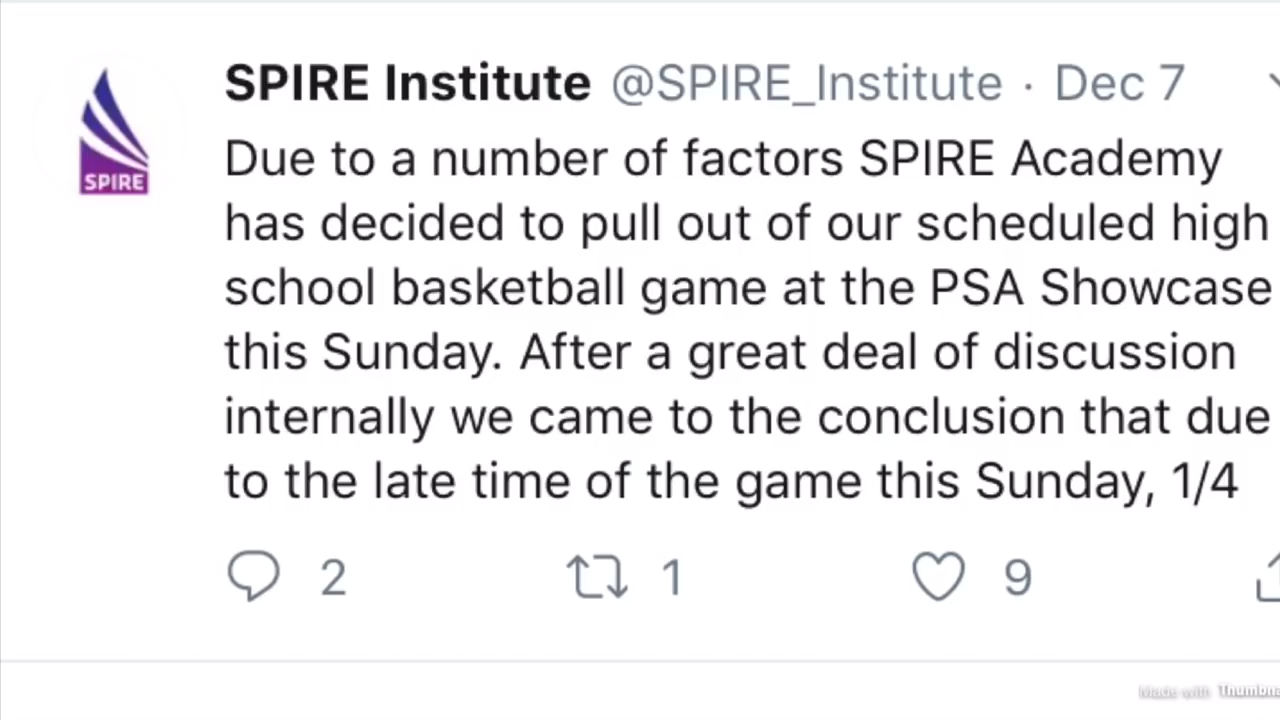 SPIRE Institute @SPIRE_Institute · Dec 7
SPIRE
Due to a number of factors SPIRE Academy
has decided to pull out of our scheduled high
school basketball game at the PSA Showcase
this Sunday. After a great deal of discussion
internally we came to the conclusion that due
to the late time of the game this Sunday, 1/4
2 1 9
Made with